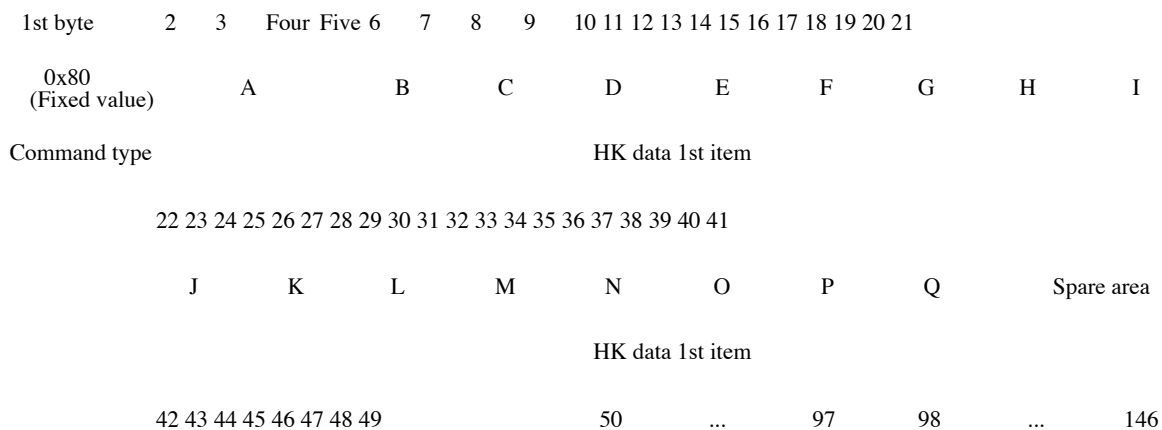 1st byte 2 3 Four Five 6 7 8 9 10 11 12 13 14 15 16 17 18 19 20 21
0x80
(Fixed value) A B C D E F G H I
Command type HK data 1st item
22 23 24 25 26 27 28 29 30 31 32 33 34 35 36 37 38 39 40 41
J K L M N O P Q Spare area
HK data 1st item
42 43 44 45 46 47 48 49 50 ... 97 98 ... 146